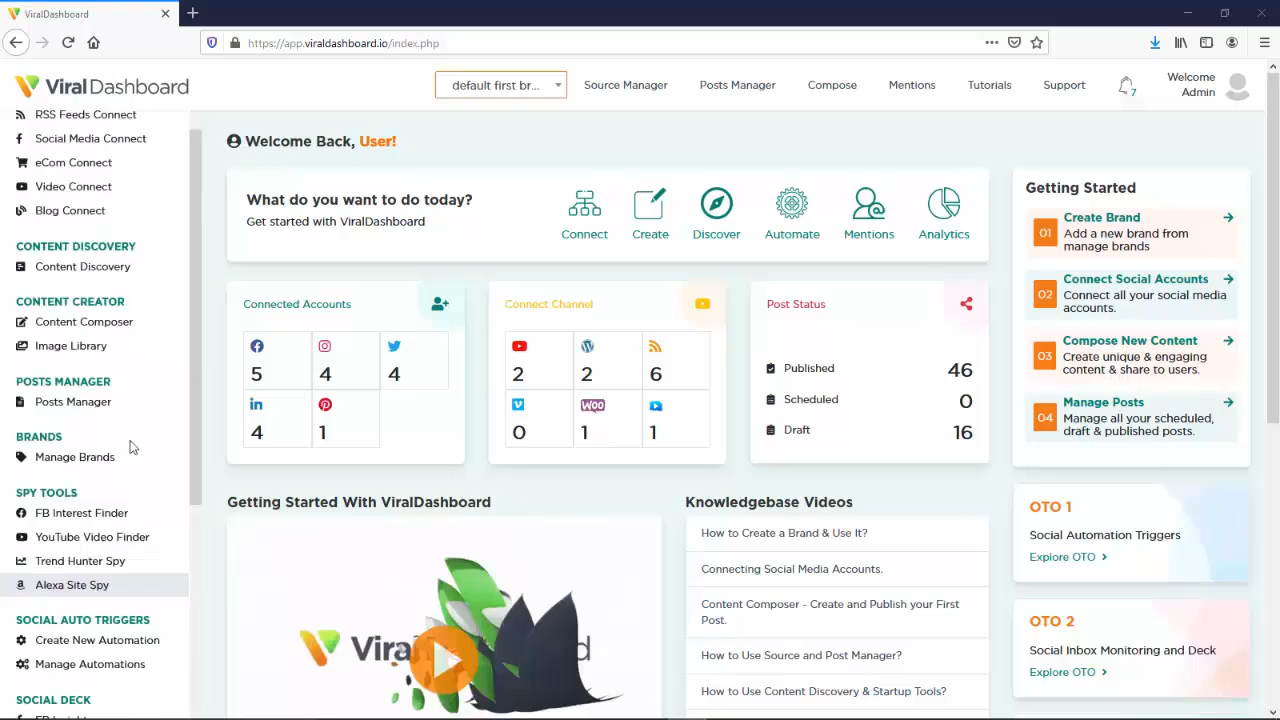 ViralDashboard
https://app.viraldashboard.io/index.php
ViralDashboard
default first br...
Source Manager
Posts Manager
Compose
Mentions
Tutorials
Support
7
Welcome
Admin
RSS Feeds Connect
Social Media Connect
eCom Connect
Video Connect
Blog Connect
CONTENT DISCOVERY
Content Discovery
CONTENT CREATOR
Content Composer
Image Library
POSTS MANAGER
Posts Manager
BRANDS
Manage Brands
SPY TOOLS
FB Interest Finder
YouTube Video Finder
Trend Hunter Spy
Alexa Site Spy
SOCIAL AUTO TRIGGERS
Create New Automation
Manage Automations
SOCIAL DECK
Welcome Back, User!
What do you want to do today?
Get started with ViralDashboard
Connect
Create
Discover
Automate
Mentions
Analytics
Connected Accounts
5
4
4
4
1
Connect Channel
2
2
6
0
WOO
1
1
Post Status
Published 46
Scheduled 0
Draft 16
Getting Started With ViralDashboard
Knowledgebase Videos
How to Create a Brand & Use It?
Connecting Social Media Accounts.
Content Composer - Create and Publish your First
Post.
How to Use Source and Post Manager?
How to Use Content Discovery & Startup Tools?
Getting Started
01
Create Brand
Add a new brand from
manage brands
02
Connect Social Accounts
Connect all your social media
accounts.
03
Compose New Content
Create unique & engaging
content & share to users.
04
Manage Posts
Manage all your scheduled,
draft & published posts.
OTO 1
Social Automation Triggers
Explore OTO
OTO 2
Social Inbox Monitoring and Deck
Explore OTO